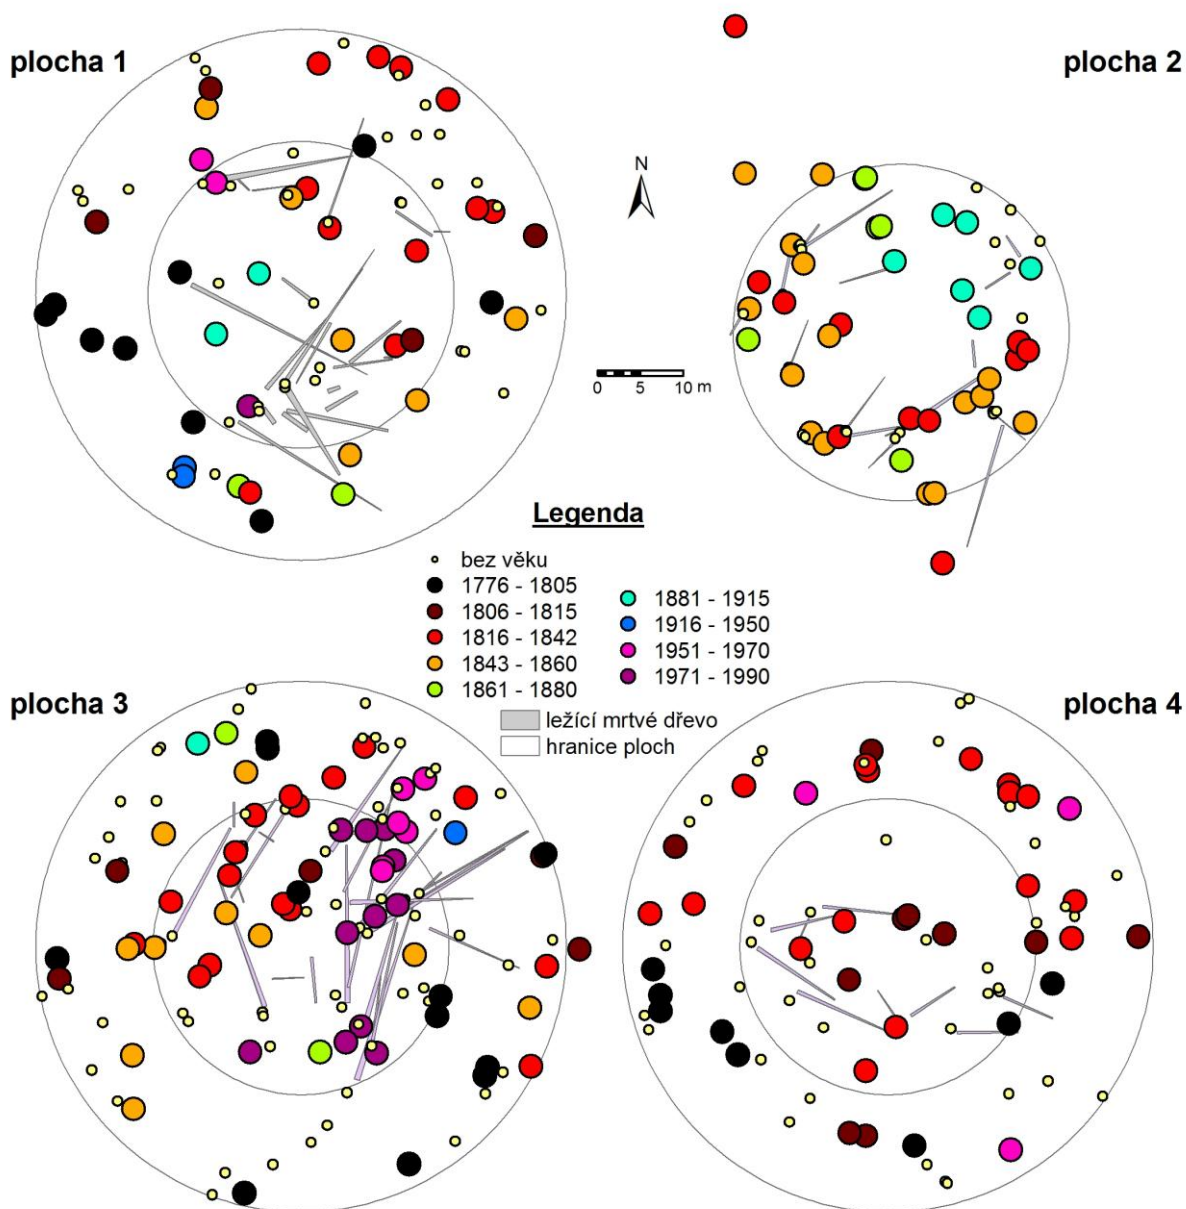 plocha 1
plocha 2
N
0 5 10 m
Legenda
bez věku
1776 - 1805
1806 - 1815
1816 - 1842
1843 - 1860
1861 - 1880
1881 - 1915
1916 - 1950
1951 - 1970
1971 - 1990
ležící mrtvé dřevo
hranice ploch
plocha 3
plocha 4